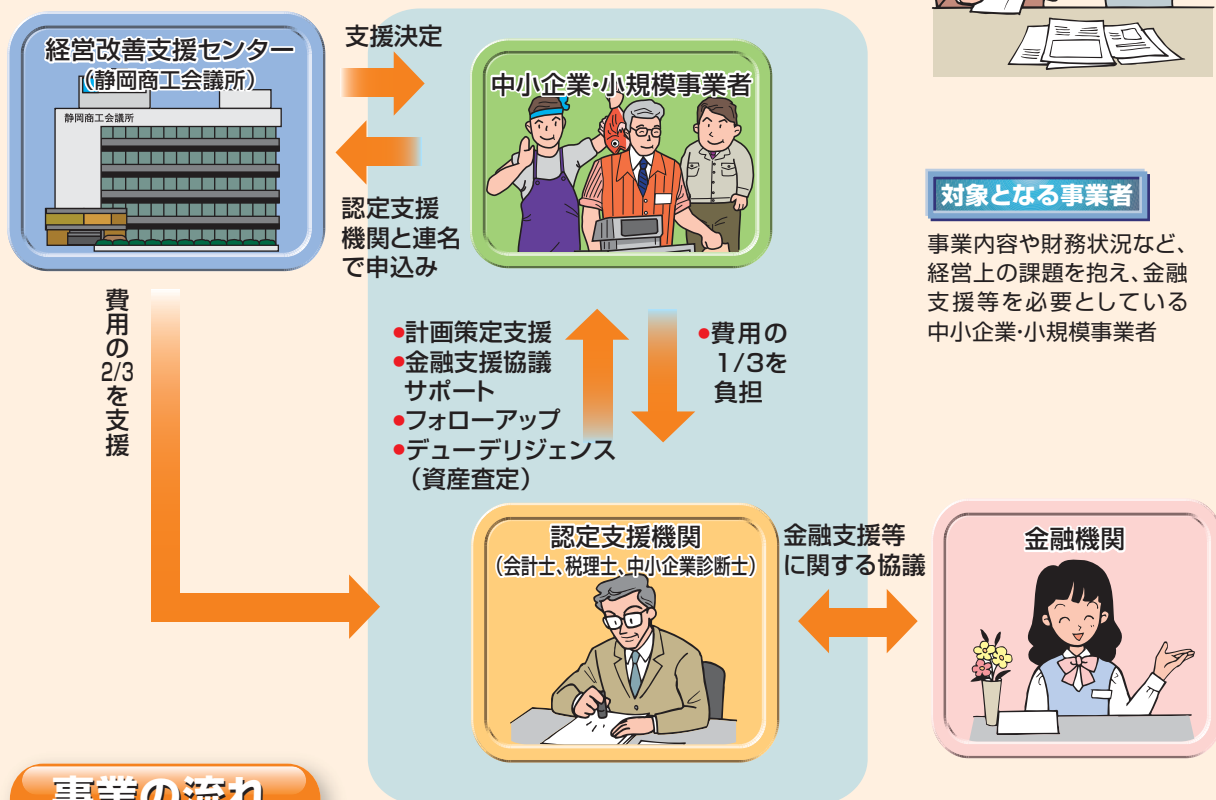 経営改善支援センター
（静岡商工会議所）
静岡商工会議所
支援決定
認定支援
機関と連名
で申込み
中小企業・小規模事業者
対象となる事業者
事業内容や財務状況など、
経営上の課題を抱え、金融
支援等を必要としている
中小企業・小規模事業者
費用の2/3を支援
●計画策定支援
●金融支援協議
サポート
●フォローアップ
●デューデリジェンス
（資産査定）
●費用の
1/3を
負担
認定支援機関
（会計士、税理士、中小企業診断士）
金融支援等
に関する協議
金融機関
事業の流れ